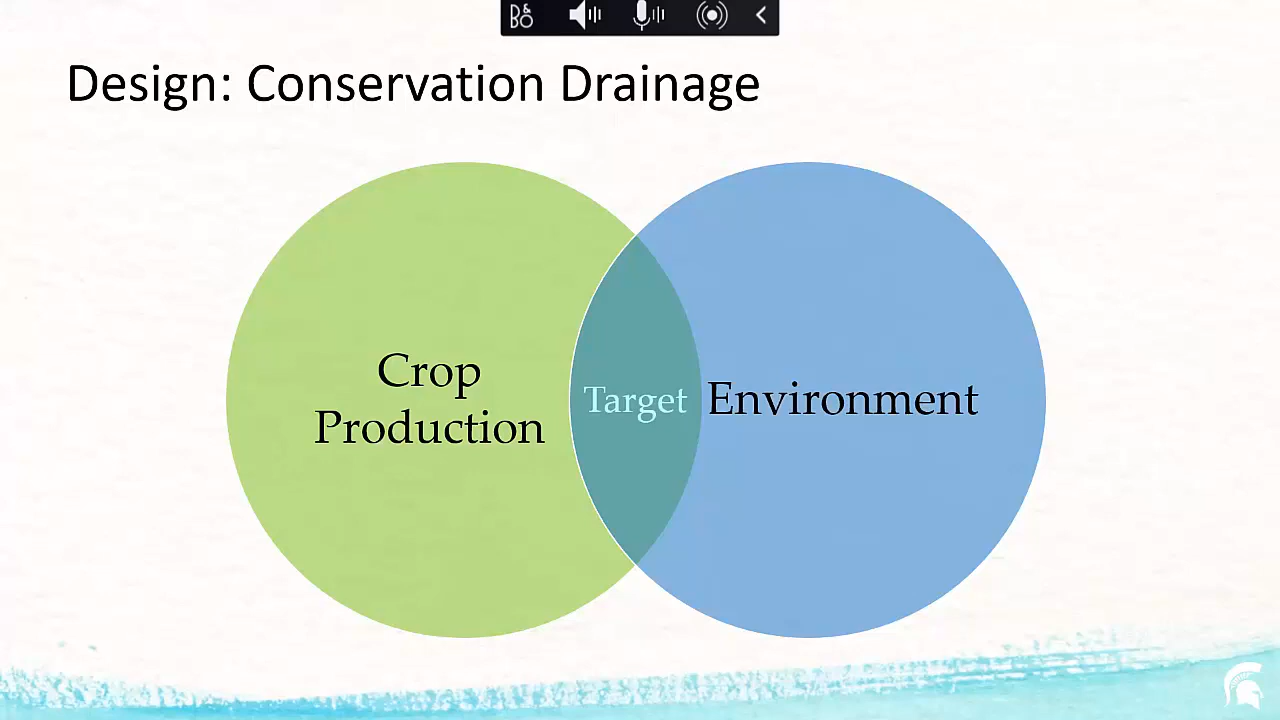 B&O
Design: Conservation Drainage
Crop
Production
Target
Environment